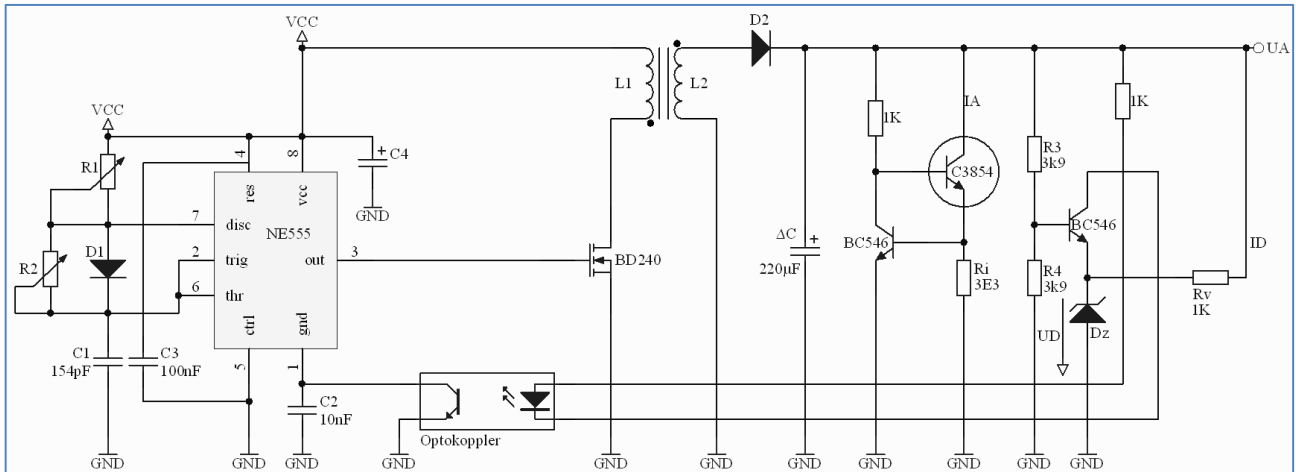 VCC
D2
UA
L1
L2
1K
IA
1K
VCC
R1
4
8
C4
R3
3k9
C3854
res
vcc
GND
7
disc
NE555
BC546
D1
ΔC
220µF
BC546
ID
R2
2
trig
out
3
BD240
Ri
3E3
R4
3k9
6
thr
Rv
1K
ctrl
gnd
UD
Dz
C1
154pF
C3
100nF
5
1
C2
10nF
Optokoppler
GND
GND
GND
GND
GND
GND
GND
GND
GND
GND
GND